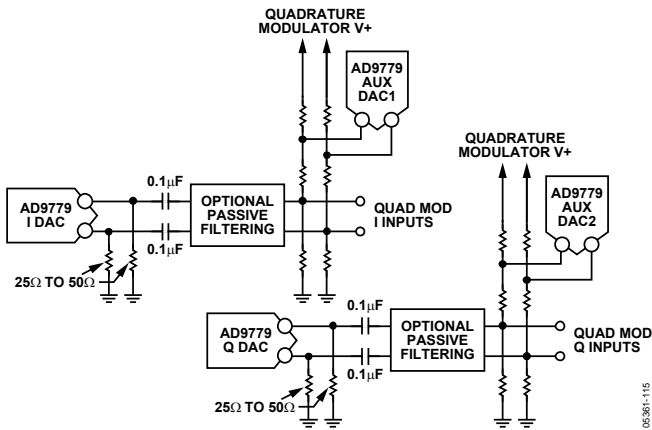 QUADRATURE
MODULATOR V+
AD9779
AUX
DAC1
QUADRATURE
MODULATOR V+
AD9779
AUX
DAC2
0.1µF
AD9779
I DAC
OPTIONAL
PASSIVE
FILTERING
QUAD MOD
I INPUTS
0.1µF
25Ω TO 50Ω
0.1µF
AD9779
Q DAC
OPTIONAL
PASSIVE
FILTERING
QUAD MOD
Q INPUTS
0.1µF
25Ω TO 50Ω
05361-115